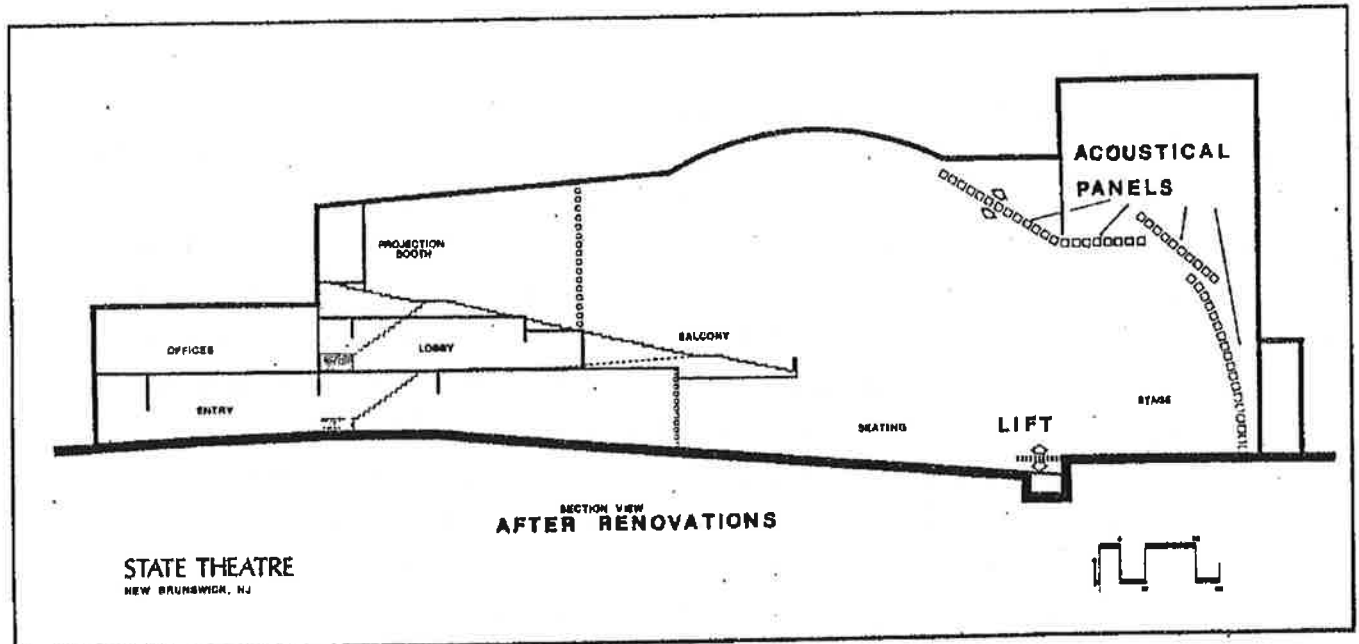 ACOUSTICAL
PANELS
PROJECTION
BOOTH
OFFICES
LOBBY
BALCONY
ENTRY
SEATING
LIFT
STAGE
SECTION VIEW
AFTER RENOVATIONS
STATE THEATRE
NEW BRUNSWICK, NJ